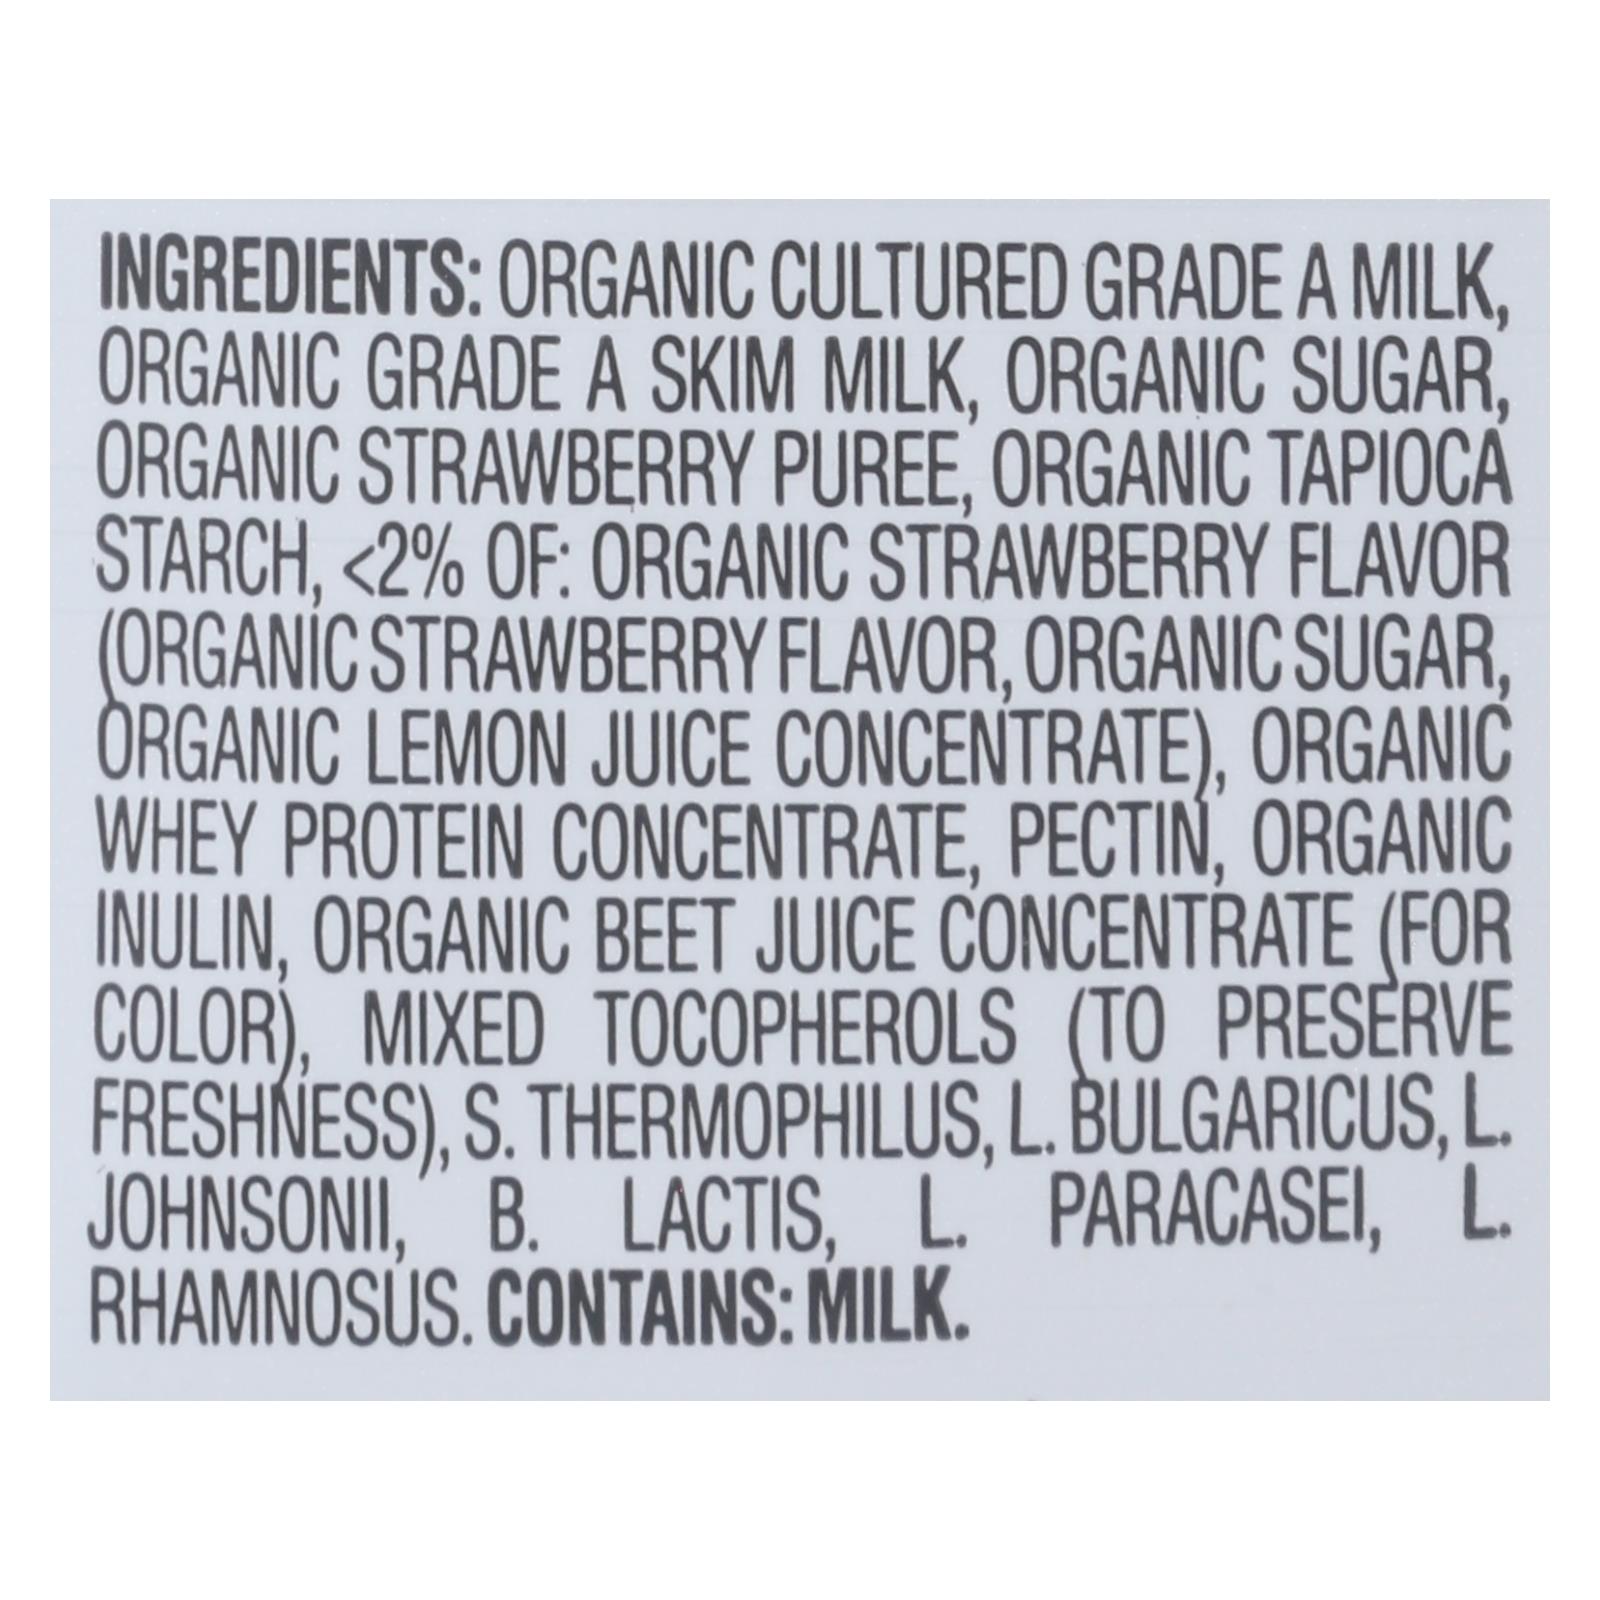 INGREDIENTS: ORGANIC CULTURED GRADE A MILK,
ORGANIC GRADE A SKIM MILK, ORGANIC SUGAR,
ORGANIC STRAWBERRY PUREE, ORGANIC TAPIOCA
STARCH, <2% OF: ORGANIC STRAWBERRY FLAVOR
(ORGANIC STRAWBERRY FLAVOR, ORGANIC SUGAR,
ORGANIC LEMON JUICE CONCENTRATE), ORGANIC
WHEY PROTEIN CONCENTRATE, PECTIN, ORGANIC
INULIN, ORGANIC BEET JUICE CONCENTRATE (FOR
COLOR), MIXED TOCOPHEROLS (TO PRESERVE
FRESHNESS), S. THERMOPHILUS, L. BULGARICUS, L.
JOHNSONII, B. LACTIS, L. PARACASEI, L.
RHAMNOSUS. CONTAINS: MILK.